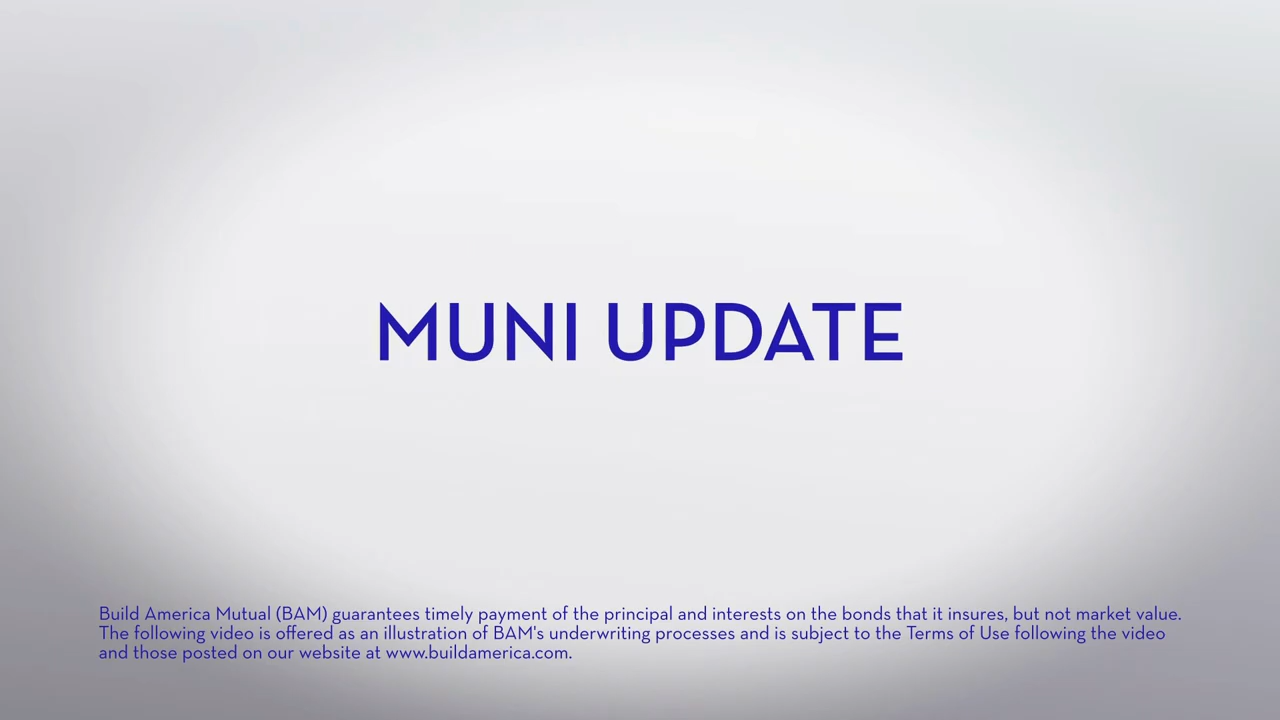 MUNI UPDATE
Build America Mutual (BAM) guarantees timely payment of the principal and interests on the bonds that it insures, but not market value.
The following video is offered as an illustration of BAM's underwriting processes and is subject to the Terms of Use following the video
and those posted on our website at www.buildamerica.com.